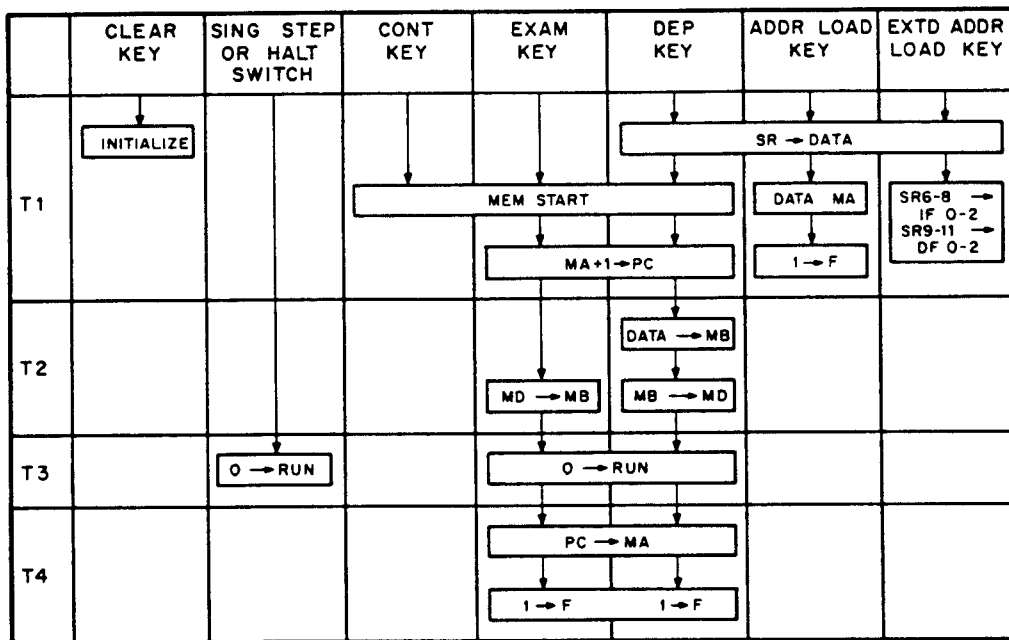 CLEAR KEY
SING STEP OR HALT SWITCH
CONT KEY
EXAM KEY
DEP KEY
ADDR LOAD KEY
EXTD ADDR LOAD KEY
T1
INITIALIZE
SR → DATA
MEM START
DATA MA
SR6-8 →
IF 0-2
SR9-11 →
DF 0-2
MA+1→PC
1→F
T2
DATA → MB
MD → MB
MB → MD
T3
0 → RUN
0 → RUN
T4
PC → MA
1→F
1→F